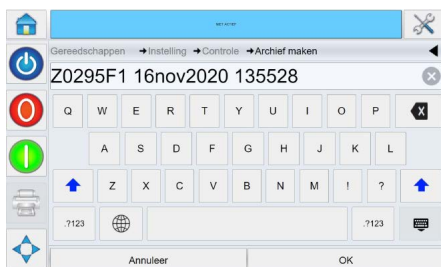 Gereedschappen ➔Instelling ➔Controle ➔Archief maken
Z0295F1 16nov2020 135528
Q W E R T Y U I O P
A S D F G H J K L
Z X C V B N M ! ?
.?123 .?123
Annuleer OK